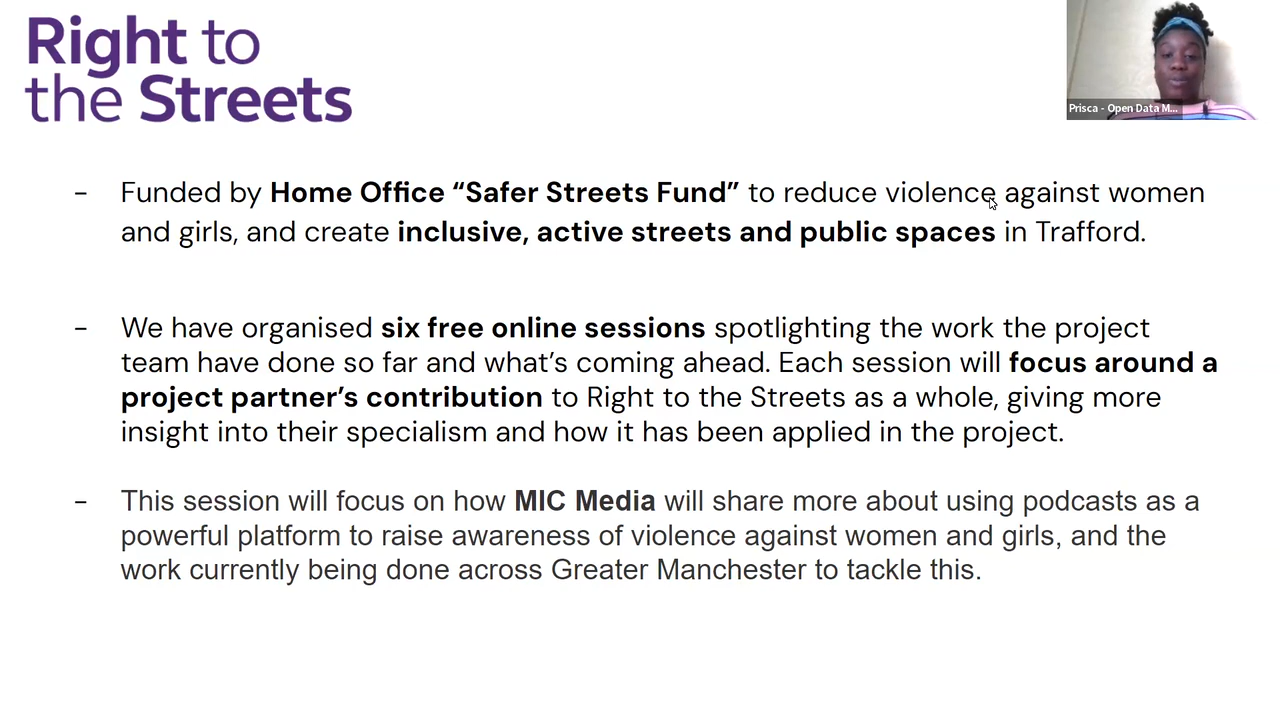 Right to
the Streets
Prisca - Open Data M...
- Funded by Home Office “Safer Streets Fund” to reduce violence against women
and girls, and create inclusive, active streets and public spaces in Trafford.
- We have organised six free online sessions spotlighting the work the project
team have done so far and what’s coming ahead. Each session will focus around a
project partner’s contribution to Right to the Streets as a whole, giving more
insight into their specialism and how it has been applied in the project.
- This session will focus on how MIC Media will share more about using podcasts as a
powerful platform to raise awareness of violence against women and girls, and the
work currently being done across Greater Manchester to tackle this.